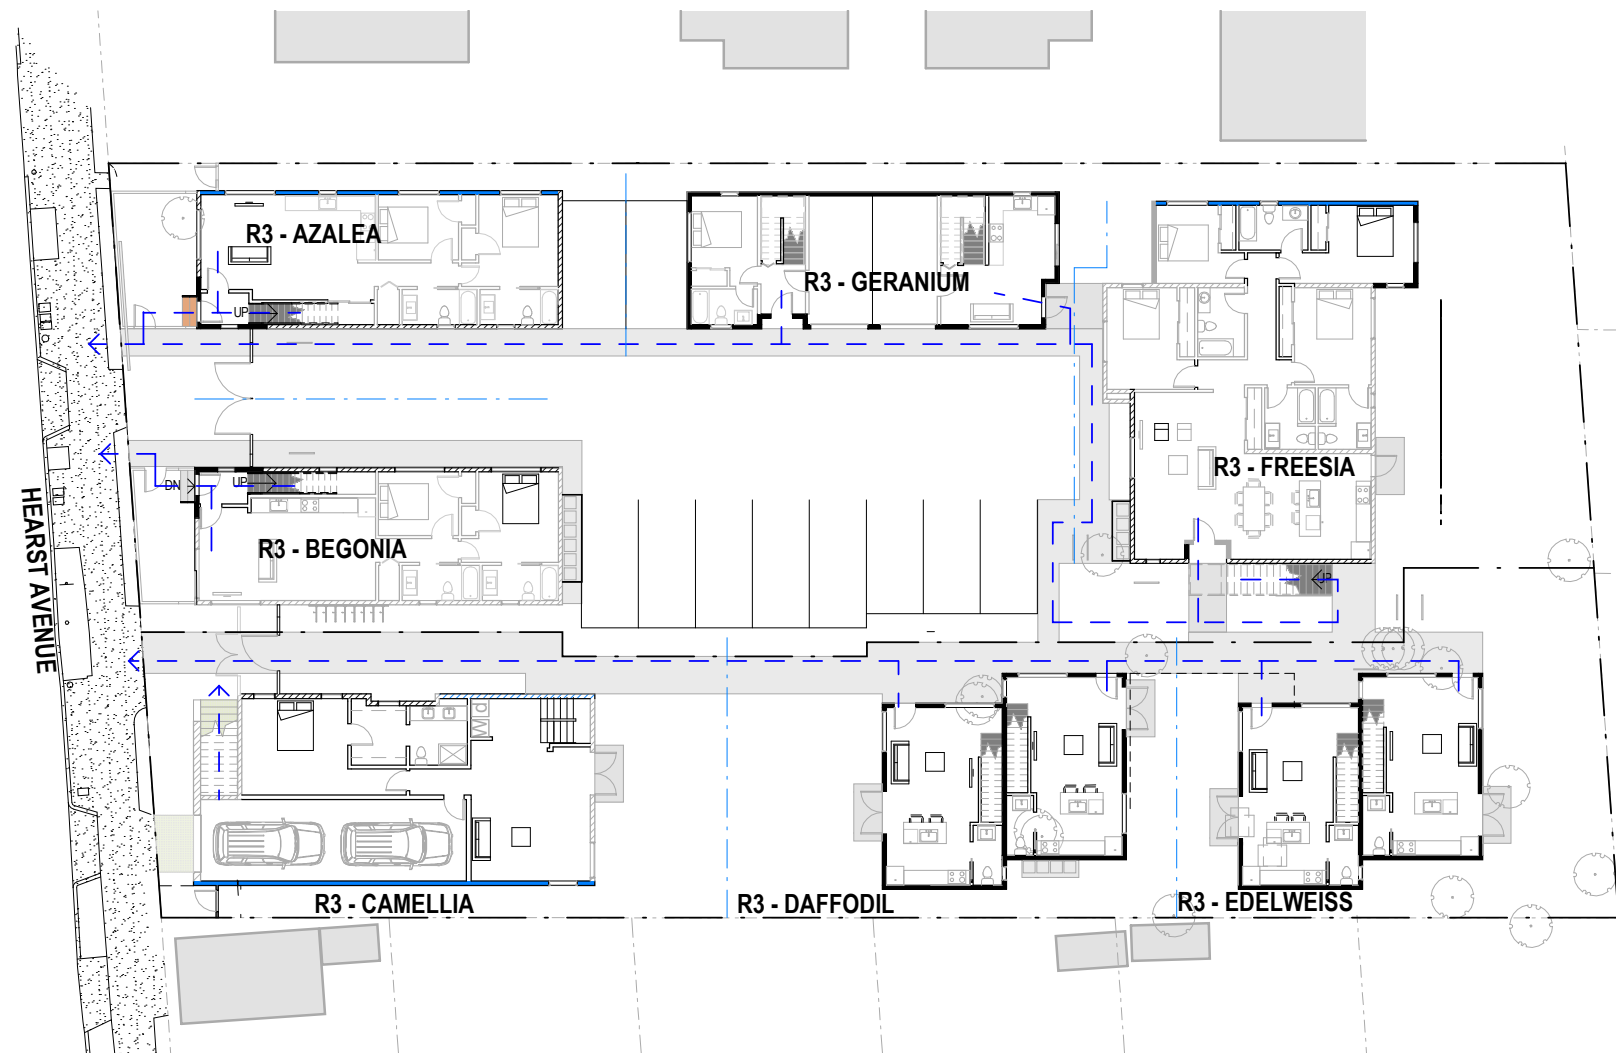 R3 - AZALEA
UP
R3 - GERANIUM
R3 - FREESIA
DN
UP
R3 - BEGONIA
UP
HEARST AVENUE
R3 - CAMELLIA
R3 - DAFFODIL
R3 - EDELWEISS